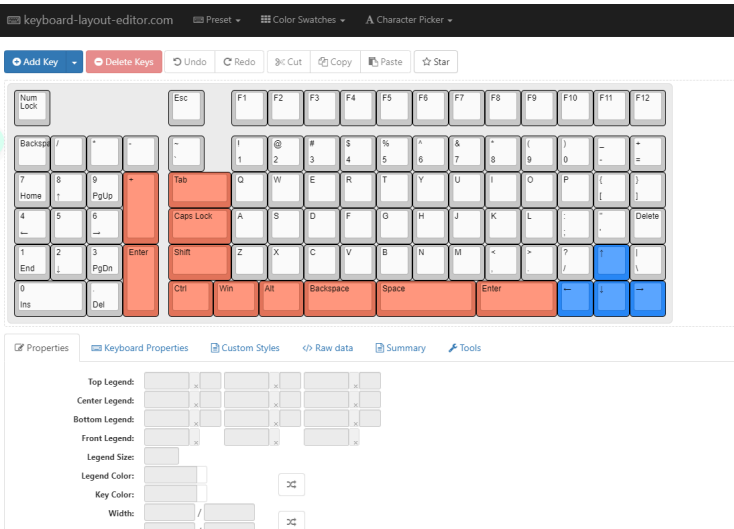 keyboard-layout-editor.com Preset Color Swatches A Character Picker
Add Key Delete Keys Undo Redo Cut Copy Paste Star
Num Lock Esc F1 F2 F3 F4 F5 F6 F7 F8 F9 F10 F11 F12
Backspa / * - ~ ! @ # $ % ^ & * ( ) _ +
` 1 2 3 4 5 6 7 8 9 0 - =
7 8 9 + Tab Q W E R T Y U I O P { }
Home ↑ PgUp [ ]
4 5 6 Caps Lock A S D F G H J K L : " Delete
← → ; '
1 2 3 Enter Shift Z X C V B N M < > ? ↑ |
End ↓ PgDn , . / \
0 . Ctrl Win Alt Backspace Space Enter ← ↓ →
Ins Del
Properties Keyboard Properties Custom Styles </> Raw data Summary Tools
Top Legend: x x x
Center Legend: x x x
Bottom Legend: x x x
Front Legend: x x x
Legend Size:
Legend Color:
Key Color:
Width: /